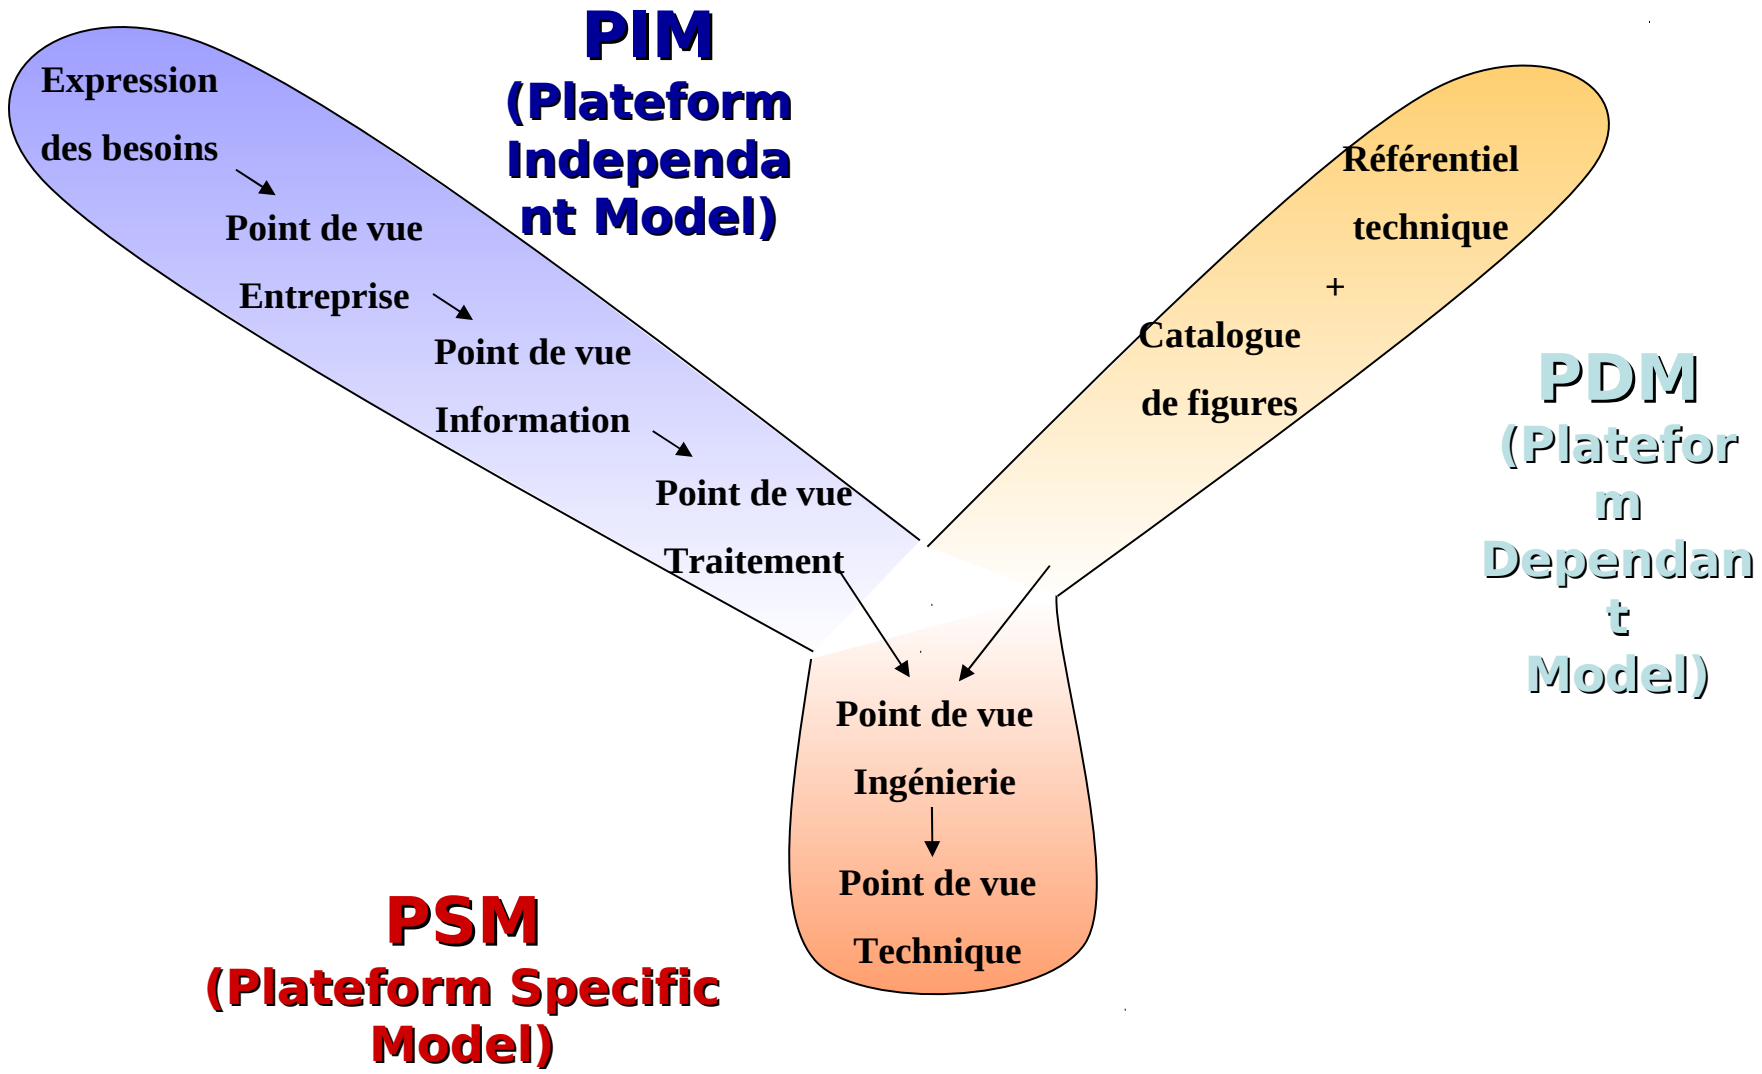 PIM
(Plateform
Independa
nt Model)
Expression
des besoins
Point de vue
Entreprise
Point de vue
Information
Point de vue
Traitement
Référentiel
technique
+
Catalogue
de figures
PDM
(Platefor
m
Dependan
t
Model)
Point de vue
Ingénierie
Point de vue
Technique
PSM
(Plateform Specific
Model)